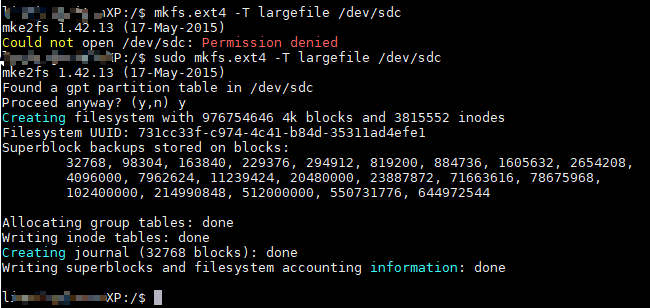 XP:/$ mkfs.ext4 -T largefile /dev/sdc
mke2fs 1.42.13 (17-May-2015)
Could not open /dev/sdc: Permission denied
XP:/$ sudo mkfs.ext4 -T largefile /dev/sdc
mke2fs 1.42.13 (17-May-2015)
Found a gpt partition table in /dev/sdc
Proceed anyway? (y,n) y
Creating filesystem with 976754646 4k blocks and 3815552 inodes
Filesystem UUID: 731cc33f-c974-4c41-b84d-35311ad4efe1
Superblock backups stored on blocks:
32768, 98304, 163840, 229376, 294912, 819200, 884736, 1605632, 2654208,
4096000, 7962624, 11239424, 20480000, 23887872, 71663616, 78675968,
102400000, 214990848, 512000000, 550731776, 644972544
Allocating group tables: done
Writing inode tables: done
Creating journal (32768 blocks): done
Writing superblocks and filesystem accounting information: done
XP:/$